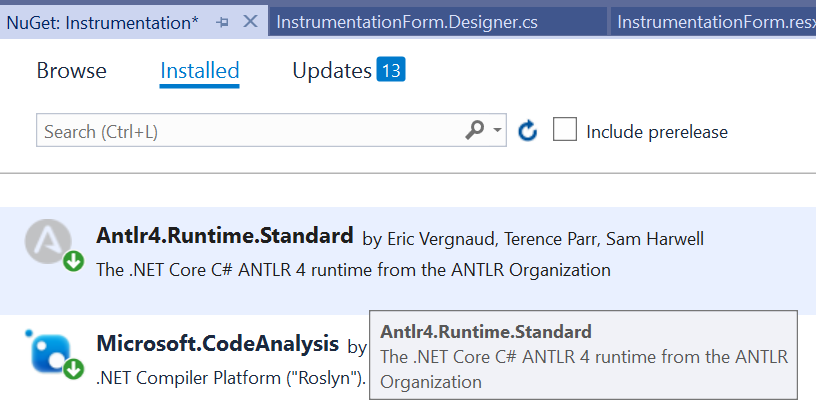 NuGet: Instrumentation*
InstrumentationForm.Designer.cs
InstrumentationForm.resx
Browse
Installed
Updates 13
Search (Ctrl+L)
Include prerelease
Antlr4.Runtime.Standard by Eric Vergnaud, Terence Parr, Sam Harwell
The .NET Core C# ANTLR 4 runtime from the ANTLR Organization
Microsoft.CodeAnalysis by
.NET Compiler Platform ("Roslyn").
Antlr4.Runtime.Standard
The .NET Core C# ANTLR 4 runtime from the ANTLR
Organization